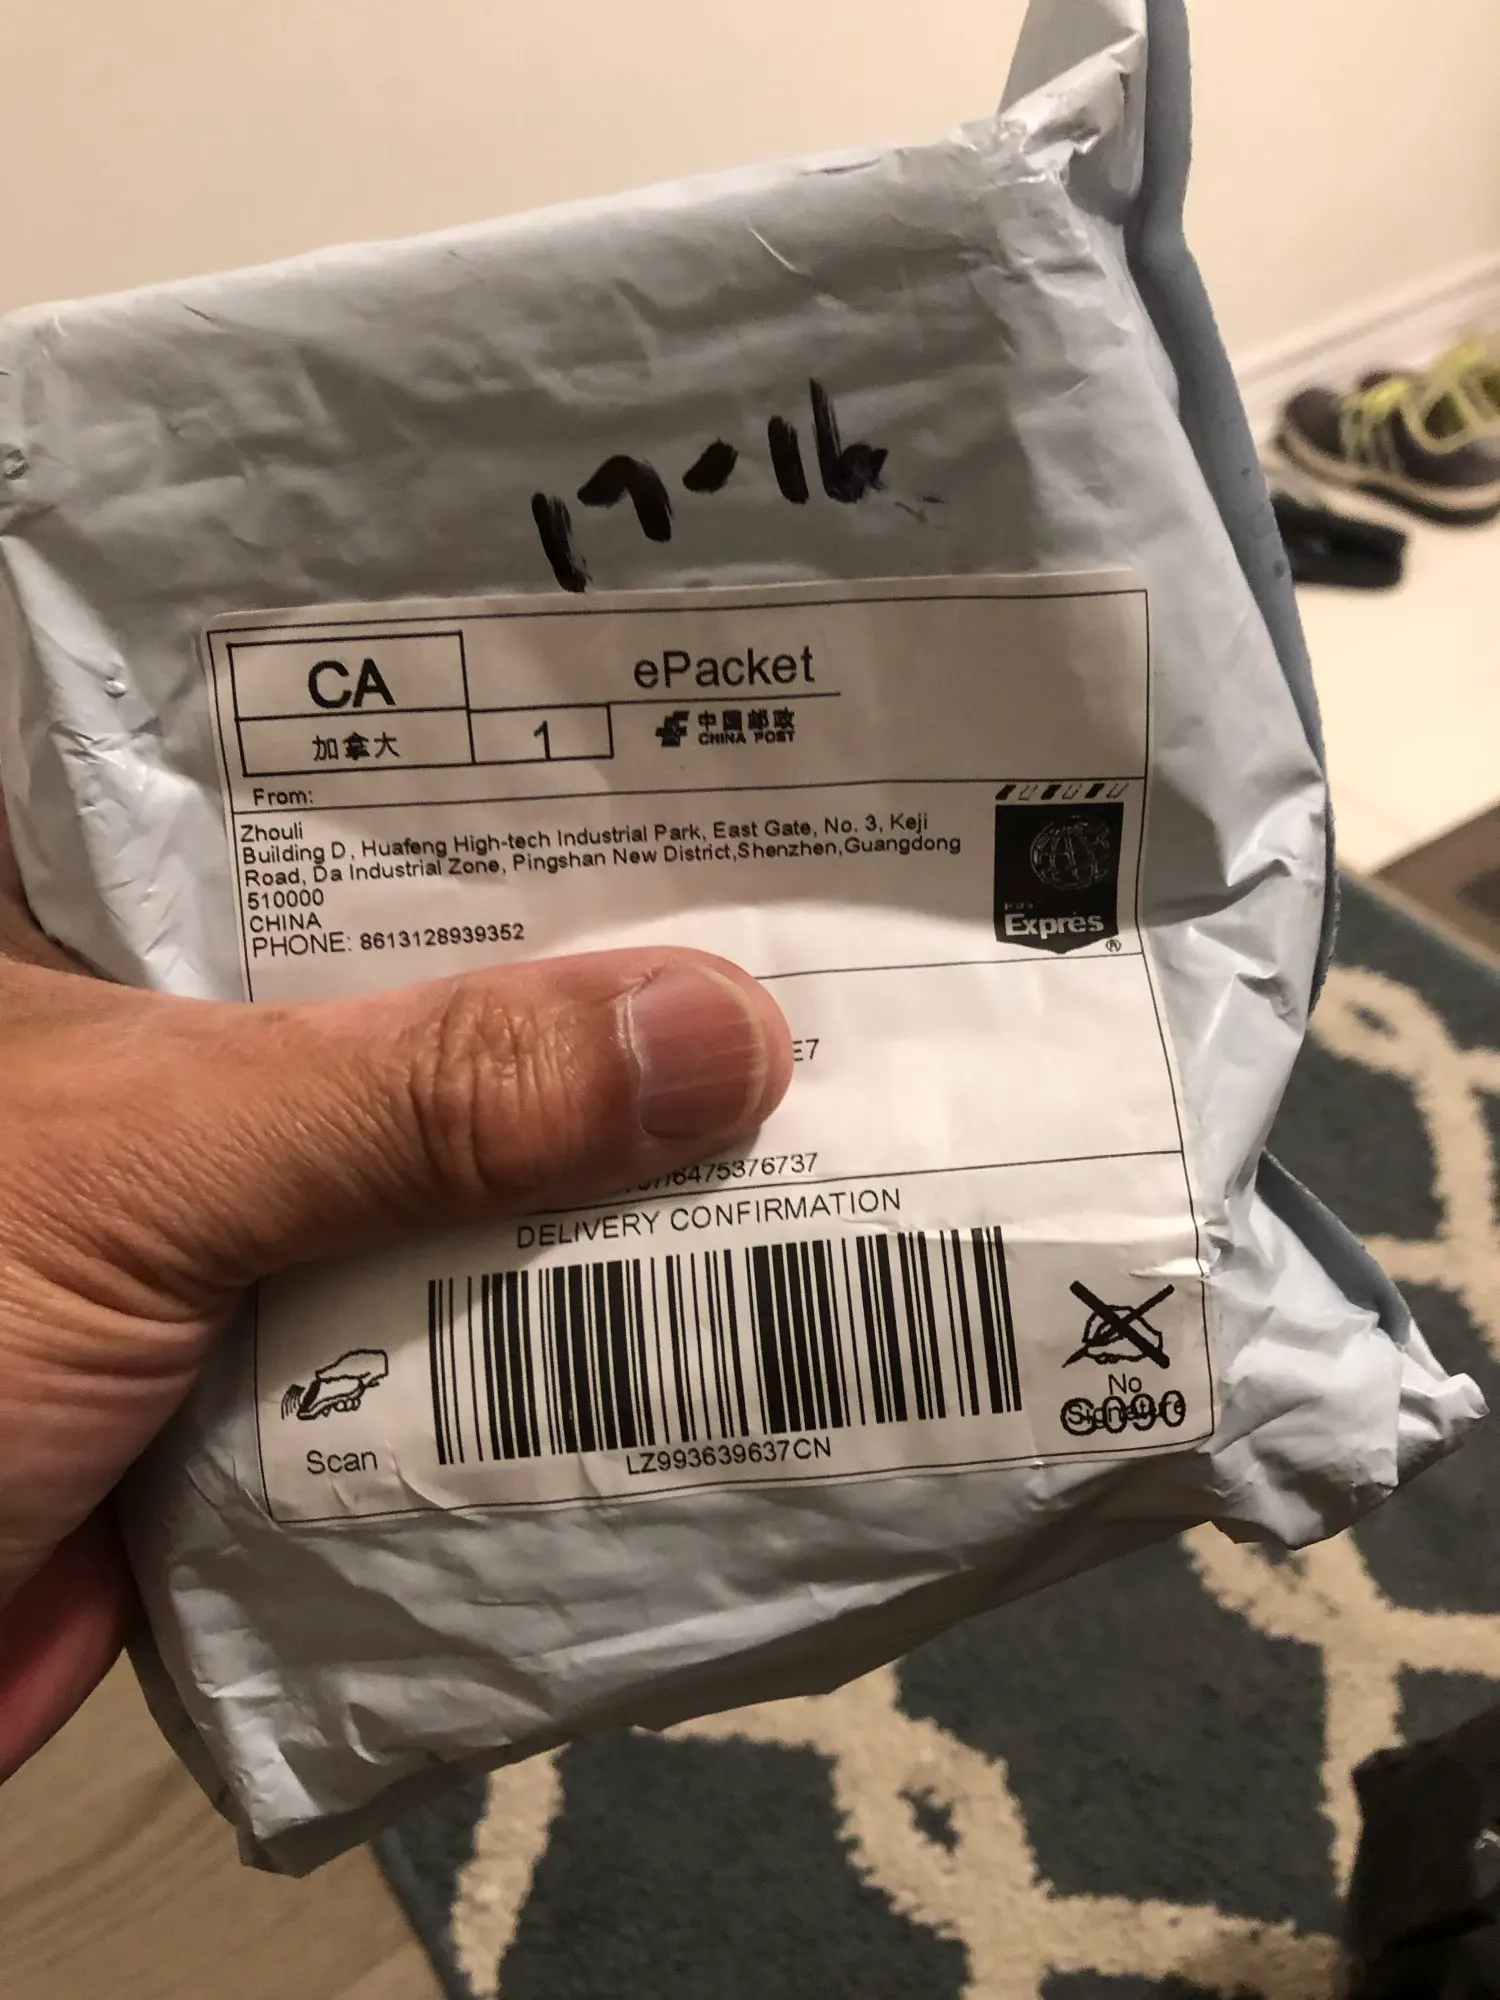 17-16
CA
ePacket
加拿大
1
中国邮政
CHINA POST
From:
Zhouli
Building D, Huafeng High-tech Industrial Park, East Gate, No. 3, Keji
Road, Da Industrial Zone, Pingshan New District,Shenzhen,Guangdong
510000
CHINA
PHONE: 8613128939352
Exprès
E7
6475376737
DELIVERY CONFIRMATION
Scan
LZ993639637CN
No
Signature